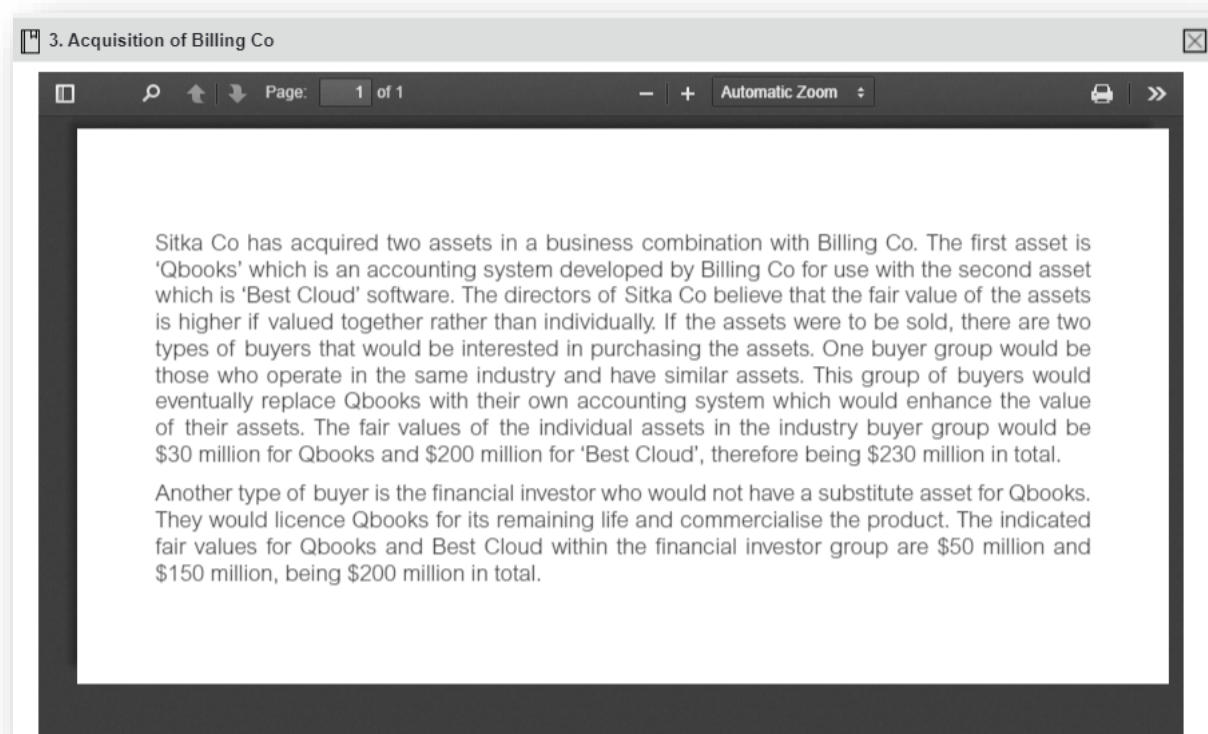 3. Acquisition of Billing Co
Page: 1 of 1
Automatic Zoom
Sitka Co has acquired two assets in a business combination with Billing Co. The first asset is
‘Qbooks’ which is an accounting system developed by Billing Co for use with the second asset
which is ‘Best Cloud’ software. The directors of Sitka Co believe that the fair value of the assets
is higher if valued together rather than individually. If the assets were to be sold, there are two
types of buyers that would be interested in purchasing the assets. One buyer group would be
those who operate in the same industry and have similar assets. This group of buyers would
eventually replace Qbooks with their own accounting system which would enhance the value
of their assets. The fair values of the individual assets in the industry buyer group would be
$30 million for Qbooks and $200 million for ‘Best Cloud’, therefore being $230 million in total.
Another type of buyer is the financial investor who would not have a substitute asset for Qbooks.
They would licence Qbooks for its remaining life and commercialise the product. The indicated
fair values for Qbooks and Best Cloud within the financial investor group are $50 million and
$150 million, being $200 million in total.